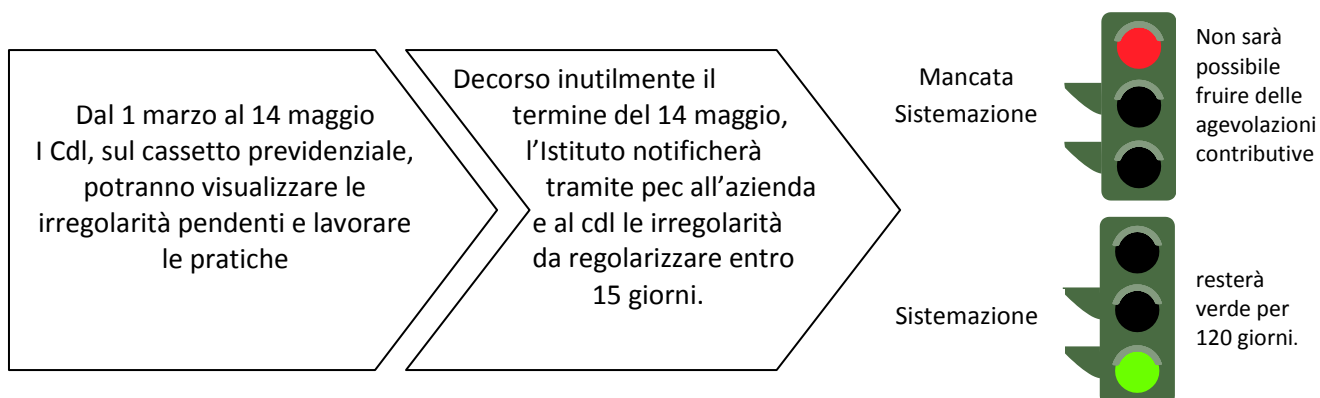 Dal 1 marzo al 14 maggio
I Cdl, sul cassetto previdenziale,
potranno visualizzare le
irregolarità pendenti e lavorare
le pratiche
Decorso inutilmente il
termine del 14 maggio,
l’Istituto notificherà
tramite pec all’azienda
e al cdl le irregolarità
da regolarizzare entro
15 giorni.
Mancata
Sistemazione
Non sarà
possibile
fruire delle
agevolazioni
contributive
Sistemazione
resterà
verde per
120 giorni.